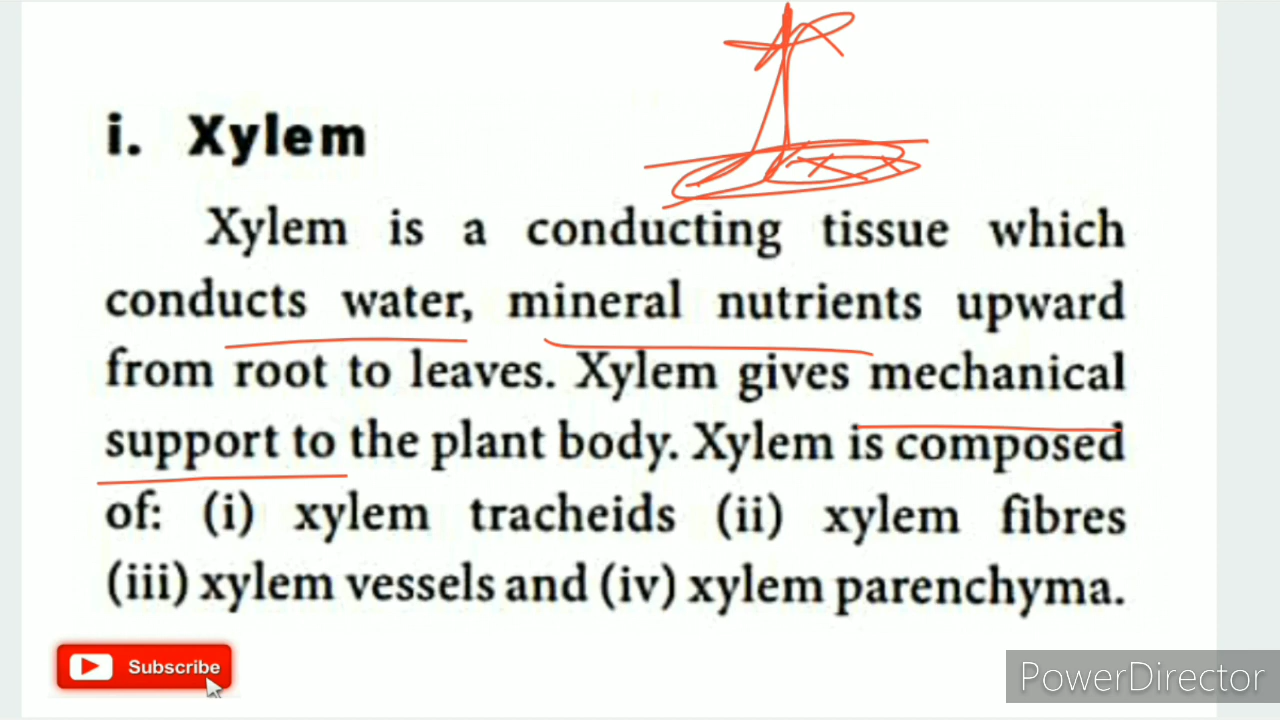 i. Xylem
Xylem is a conducting tissue which
conducts water, mineral nutrients upward
from root to leaves. Xylem gives mechanical
support to the plant body. Xylem is composed
of: (i) xylem tracheids (ii) xylem fibres
(iii) xylem vessels and (iv) xylem parenchyma.
Subscribe
PowerDirector